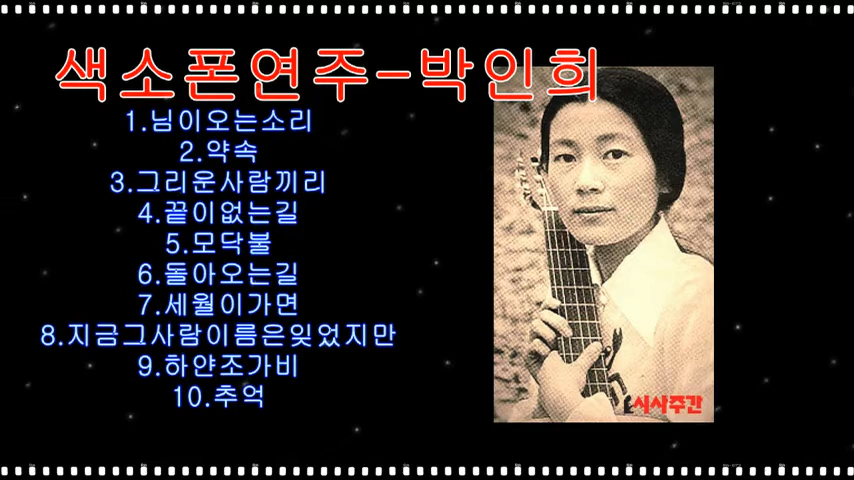 색소폰연주-박인희
1.님이오는소리
2.약속
3.그리운사람끼리
4.끝이없는길
5.모닥불
6.돌아오는길
7.세월이가면
8.지금그사람이름은잊었지만
9.하얀조가비
10.추억
시사주간